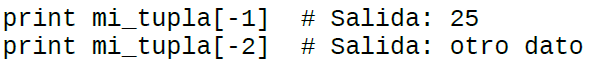 print mi_tupla[-1]  # Salida: 25
print mi_tupla[-2]  # Salida: otro dato